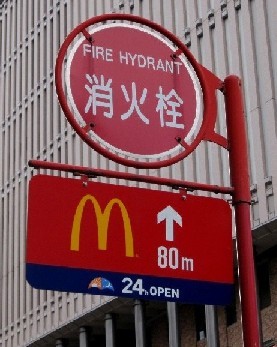 FIRE HYDRANT
消火栓
M
80m
24h OPEN